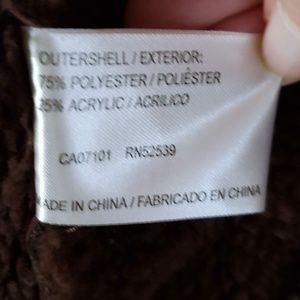 OUTERSHELL / EXTERIOR:
75% POLYESTER / POLIÉSTER
25% ACRYLIC / ACRILICO
CA07101 RN52539
MADE IN CHINA / FABRICADO EN CHINA